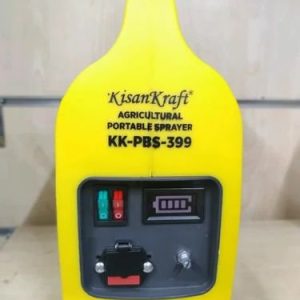 KisanKraft®
AGRICULTURAL
PORTABLE SPRAYER
KK-PBS-399